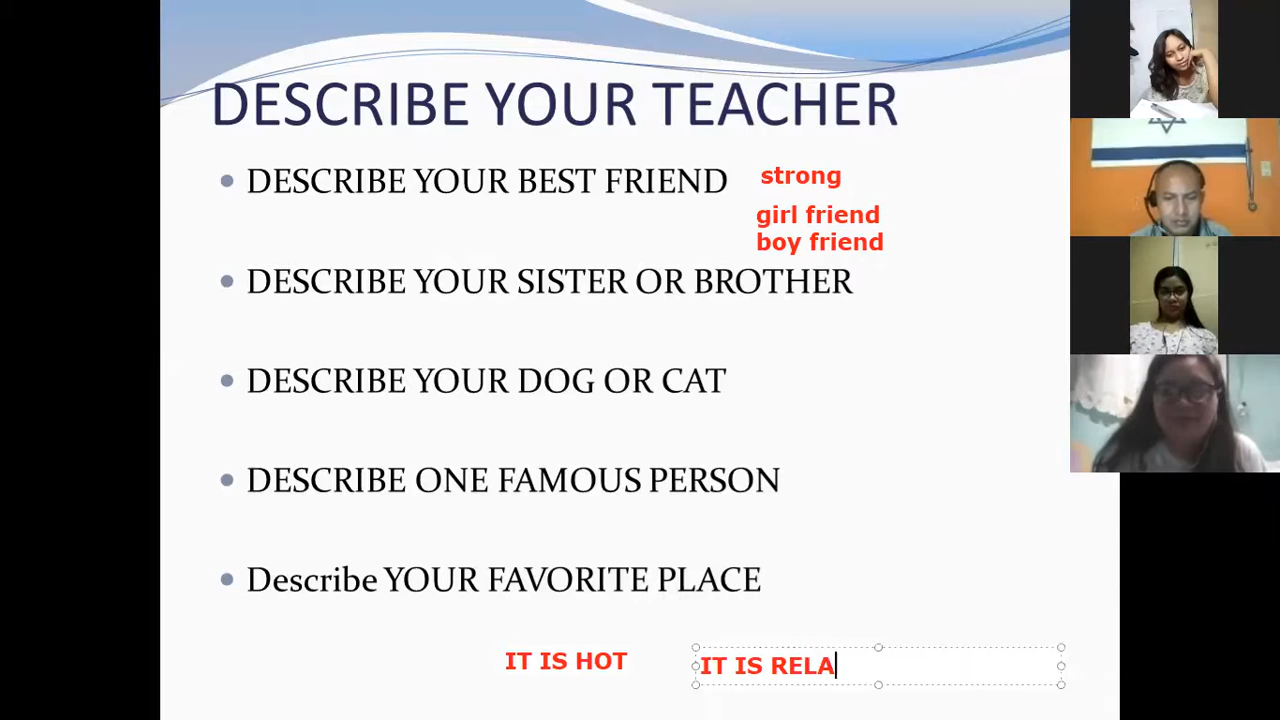 DESCRIBE YOUR TEACHER
• DESCRIBE YOUR BEST FRIEND
strong
girl friend
boy friend
• DESCRIBE YOUR SISTER OR BROTHER
• DESCRIBE YOUR DOG OR CAT
• DESCRIBE ONE FAMOUS PERSON
• Describe YOUR FAVORITE PLACE
IT IS HOT
IT IS RELA